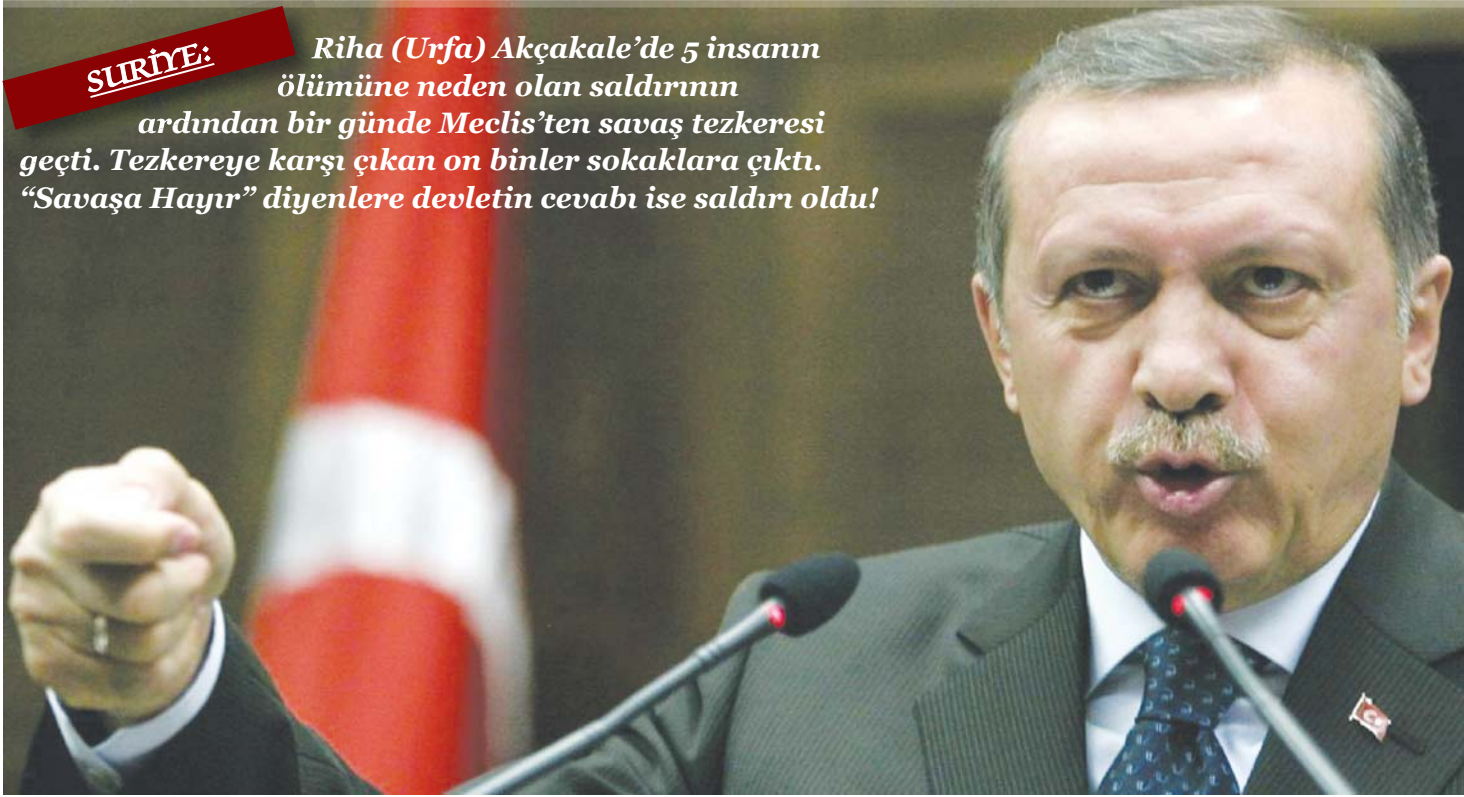 SURİYE:
Riha (Urfa) Akçakale’de 5 insanın
ölümüne neden olan saldırının
ardından bir günde Meclis’ten savaş tezkeresi
geçti. Tezkereye karşı çıkan on binler sokaklara çıktı.
“Savaşa Hayır” diyenlere devletin cevabı ise saldırı oldu!